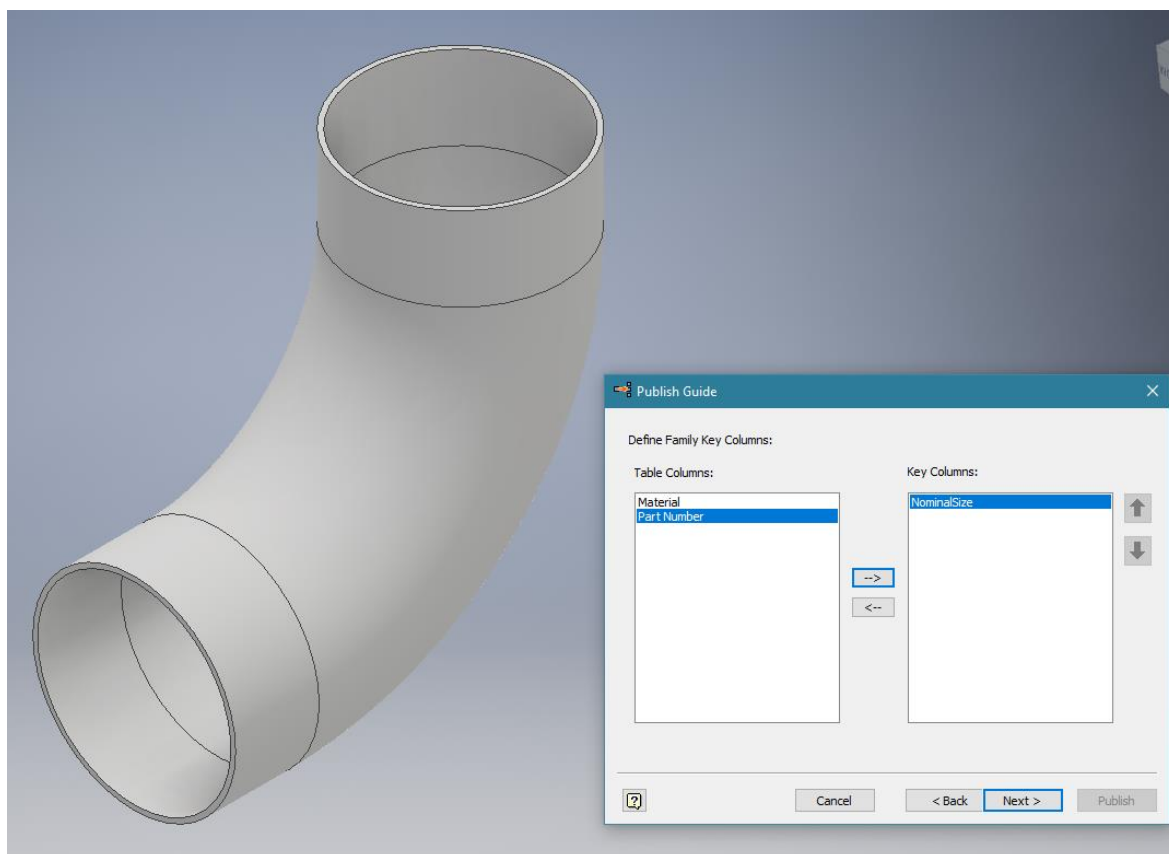 Publish Guide
Define Family Key Columns:
Table Columns:
Key Columns:
Material
Part Number
NominalSize
-->
<--
Cancel
< Back
Next >
Publish